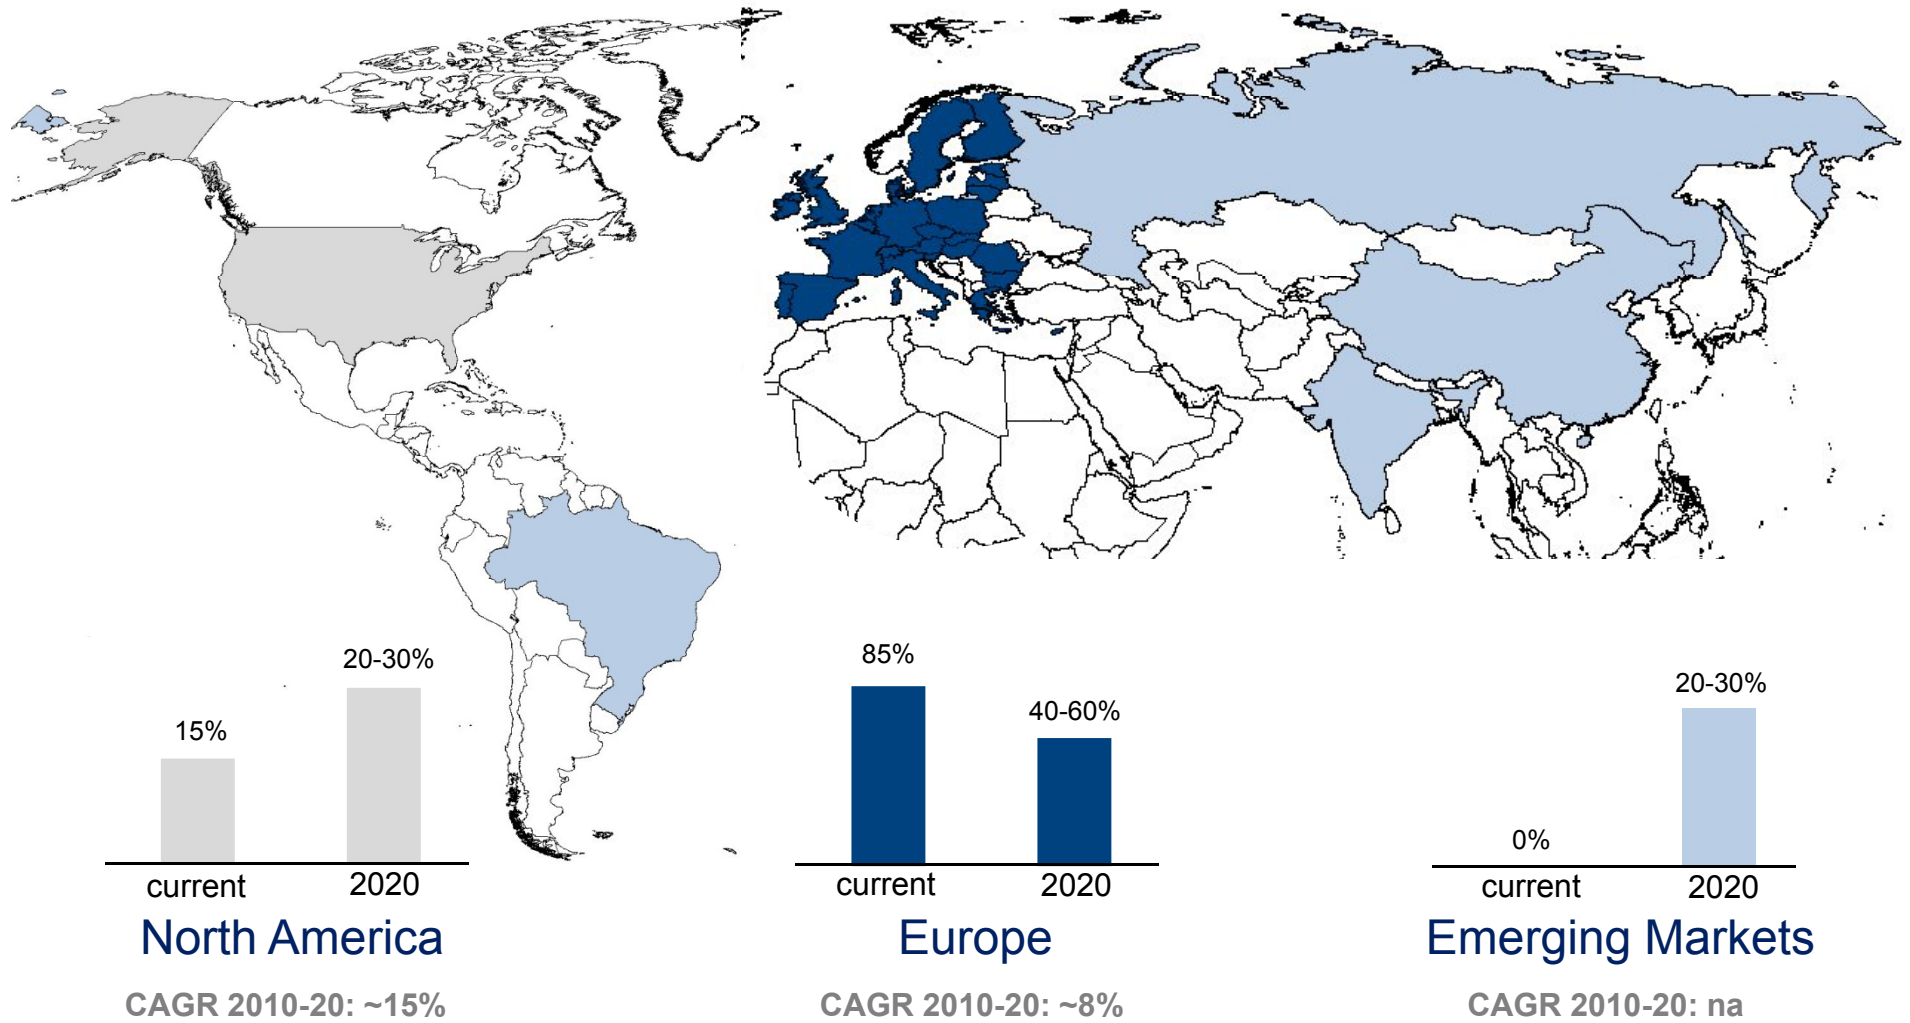 20-30%
15%
current 2020
North America
CAGR 2010-20: ~15%
85%
40-60%
current 2020
Europe
CAGR 2010-20: ~8%
20-30%
0%
current 2020
Emerging Markets
CAGR 2010-20: na